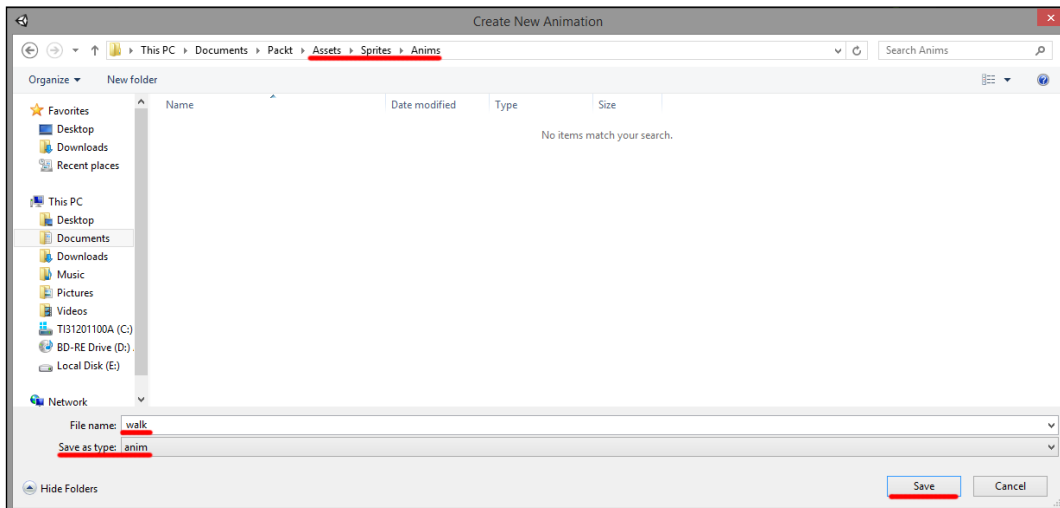 Create New Animation
This PC Documents Packt Assets Sprites Anims
Search Anims
Organize New folder
Name Date modified Type Size
No items match your search.
Favorites
Desktop
Downloads
Recent places
This PC
Desktop
Documents
Downloads
Music
Pictures
Videos
TI31201100A (C:)
BD-RE Drive (D:) .
Local Disk (E:)
Network
File name: walk
Save as type: anim
Hide Folders
Save Cancel